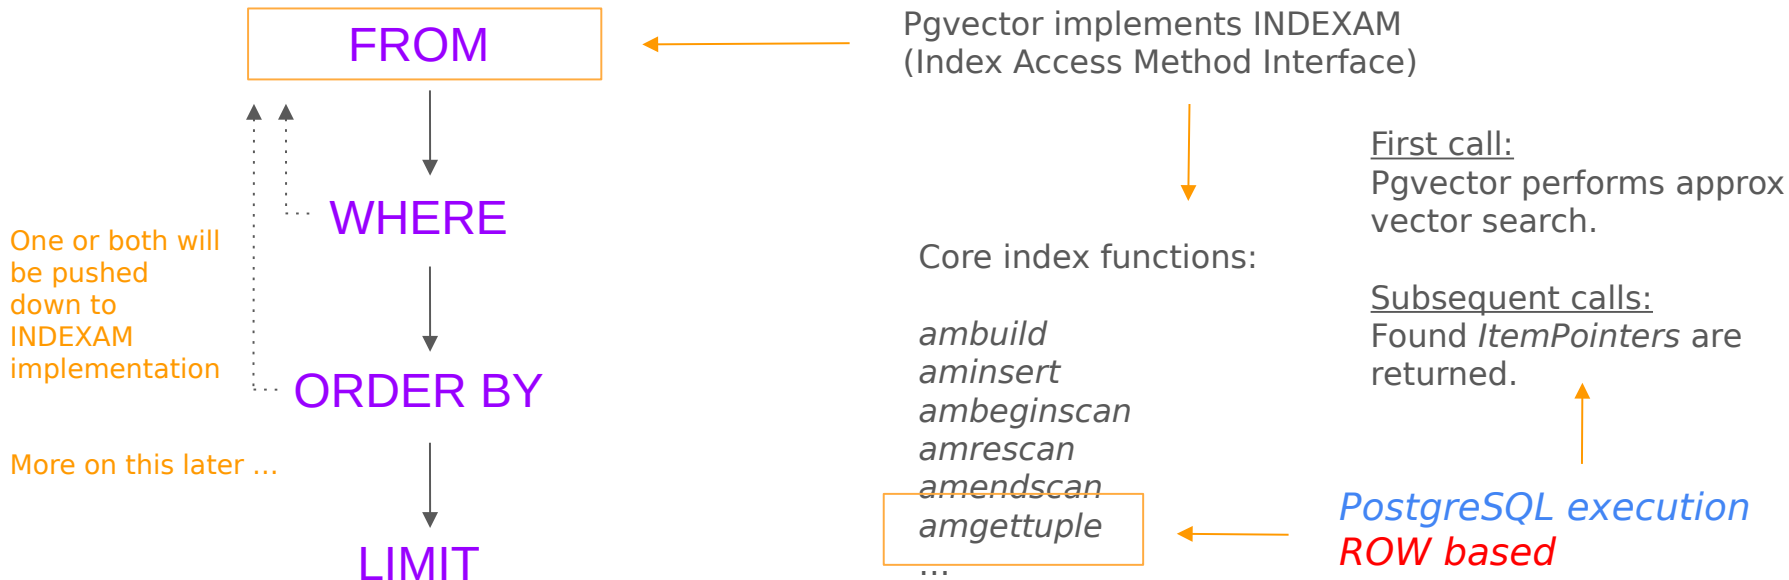 FROM
WHERE
ORDER BY
LIMIT
One or both will
be pushed
down to
INDEXAM
implementation
More on this later ...
Pgvector implements INDEXAM
(Index Access Method Interface)
Core index functions:
ambuild
aminsert
ambeginscan
amrescan
amendscan
amgettuple
...
First call:
Pgvector performs approx
vector search.
Subsequent calls:
Found ItemPointers are
returned.
PostgreSQL execution
ROW based